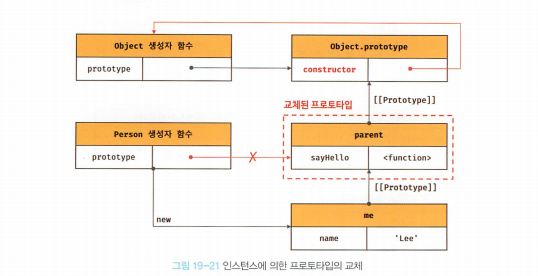 Object 생성자 함수
prototype
Object.prototype
constructor
[[Prototype]]
교체된 프로토타입
Person 생성자 함수
prototype
X
parent
sayHello
<function>
[[Prototype]]
new
me
name
'Lee'
그림 19-21 인스턴스에 의한 프로토타입의 교체